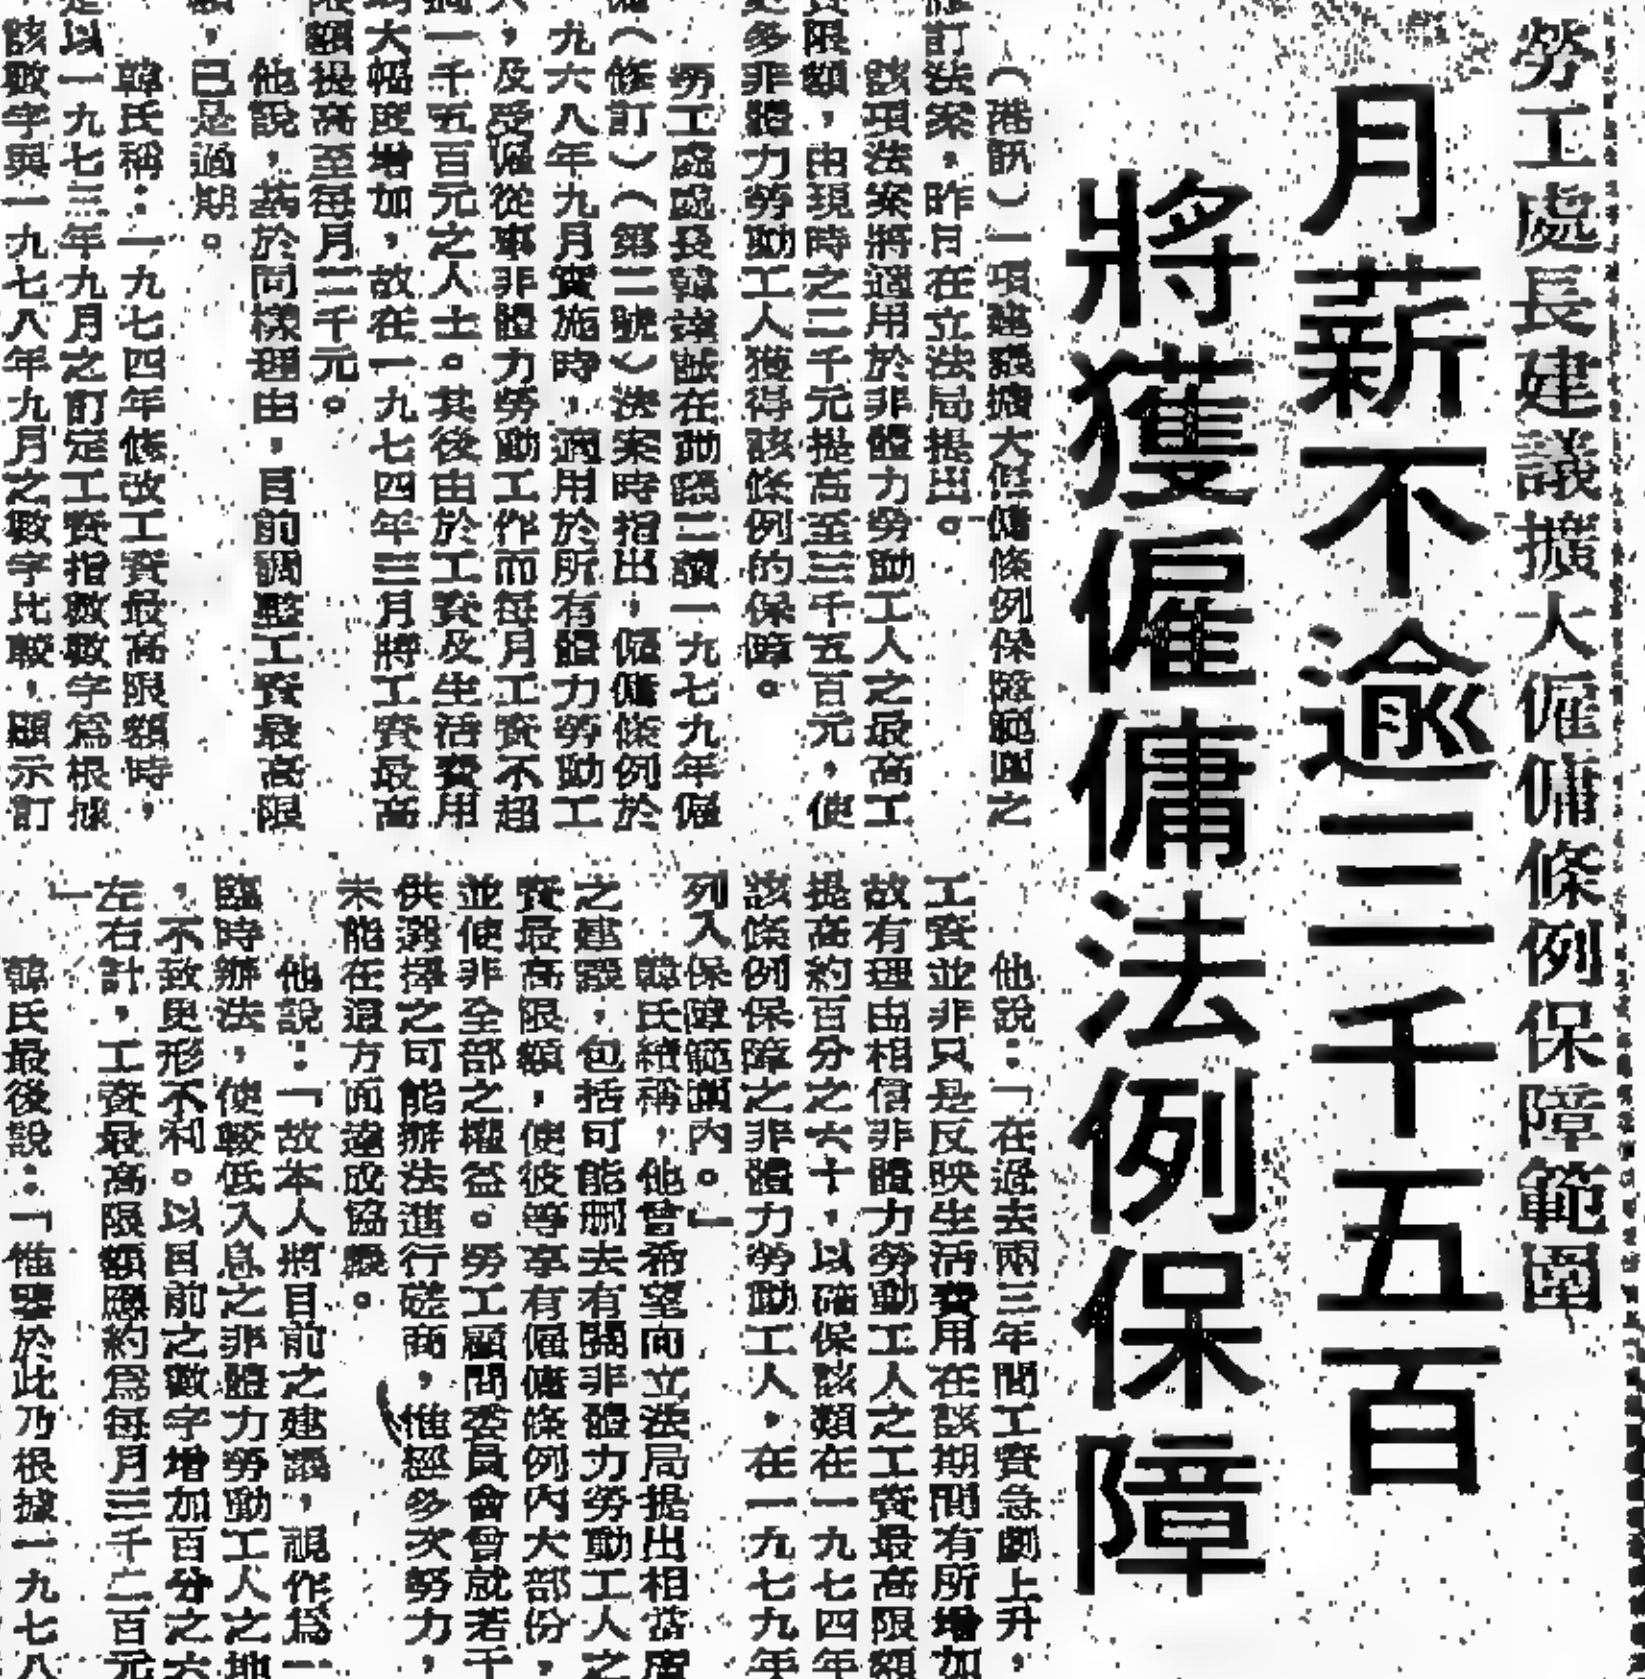 勞工處長建議擴大僱傭條例保障範圍
月薪不逾三千五百
將獲僱傭法例保障
（港訊）一項建議擴大僱傭條例保障範圍之
修訂法案，昨日在立法局提出。
該項法案將適用於非體力勞動工人之最高工
資限額，由現時之二千元提高至三千五百元，使
更多非體力勞動工人獲得該條例的保障。
勞工處處長韓達誠在動議二讀一九七九年僱
傭（修訂）（第二號）法案時指出，僱傭條例於
一九六八年九月實施時，適用於所有體力勞動工
人，及受僱從事非體力勞動工作而每月工資不超
過一千五百元之人士。其後由於工資及生活費用
均大幅度增加，故在一九七四年三月將工資最高
限額提高至每月二千元。
他說，基於同樣理由，目前調整工資最高限
額，已是過期。
韓氏稱：一九七四年修改工資最高限額時，
是以一九七三年九月之訂定工資指數數字爲根據
該數字與一九七八年九月之數字比較，顯示訂
他說：「在過去兩三年間工資急劇上升，
工資並非只是反映生活費用在該期間有所增加
故有理由相信非體力勞動工人之工資最高限額
提高約百分之六十，以確保該類在一九七四年
該條例保障之非體力勞動工人，在一九七九年
列入保障範圍內。」
韓氏續稱，他曾希望向立法局提出相當廣
之建議，包括可能刪去有關非體力勞動工人之
資最高限額，使彼等享有僱傭條例內大部份，
並使非全部之權益。勞工顧問委員會曾就若干
供選擇之可能辦法進行磋商，惟經多次努力，
未能在這方面達成協議。
他說：「故本人將目前之建議，視作爲一
臨時辦法，使較低入息之非體力勞動工人之地
，不致更形不利。以目前之數字增加百分之六
左右計，工資最高限額應約爲每月三千二百元
」
韓氏最後說：「惟要於此乃根據一九七八